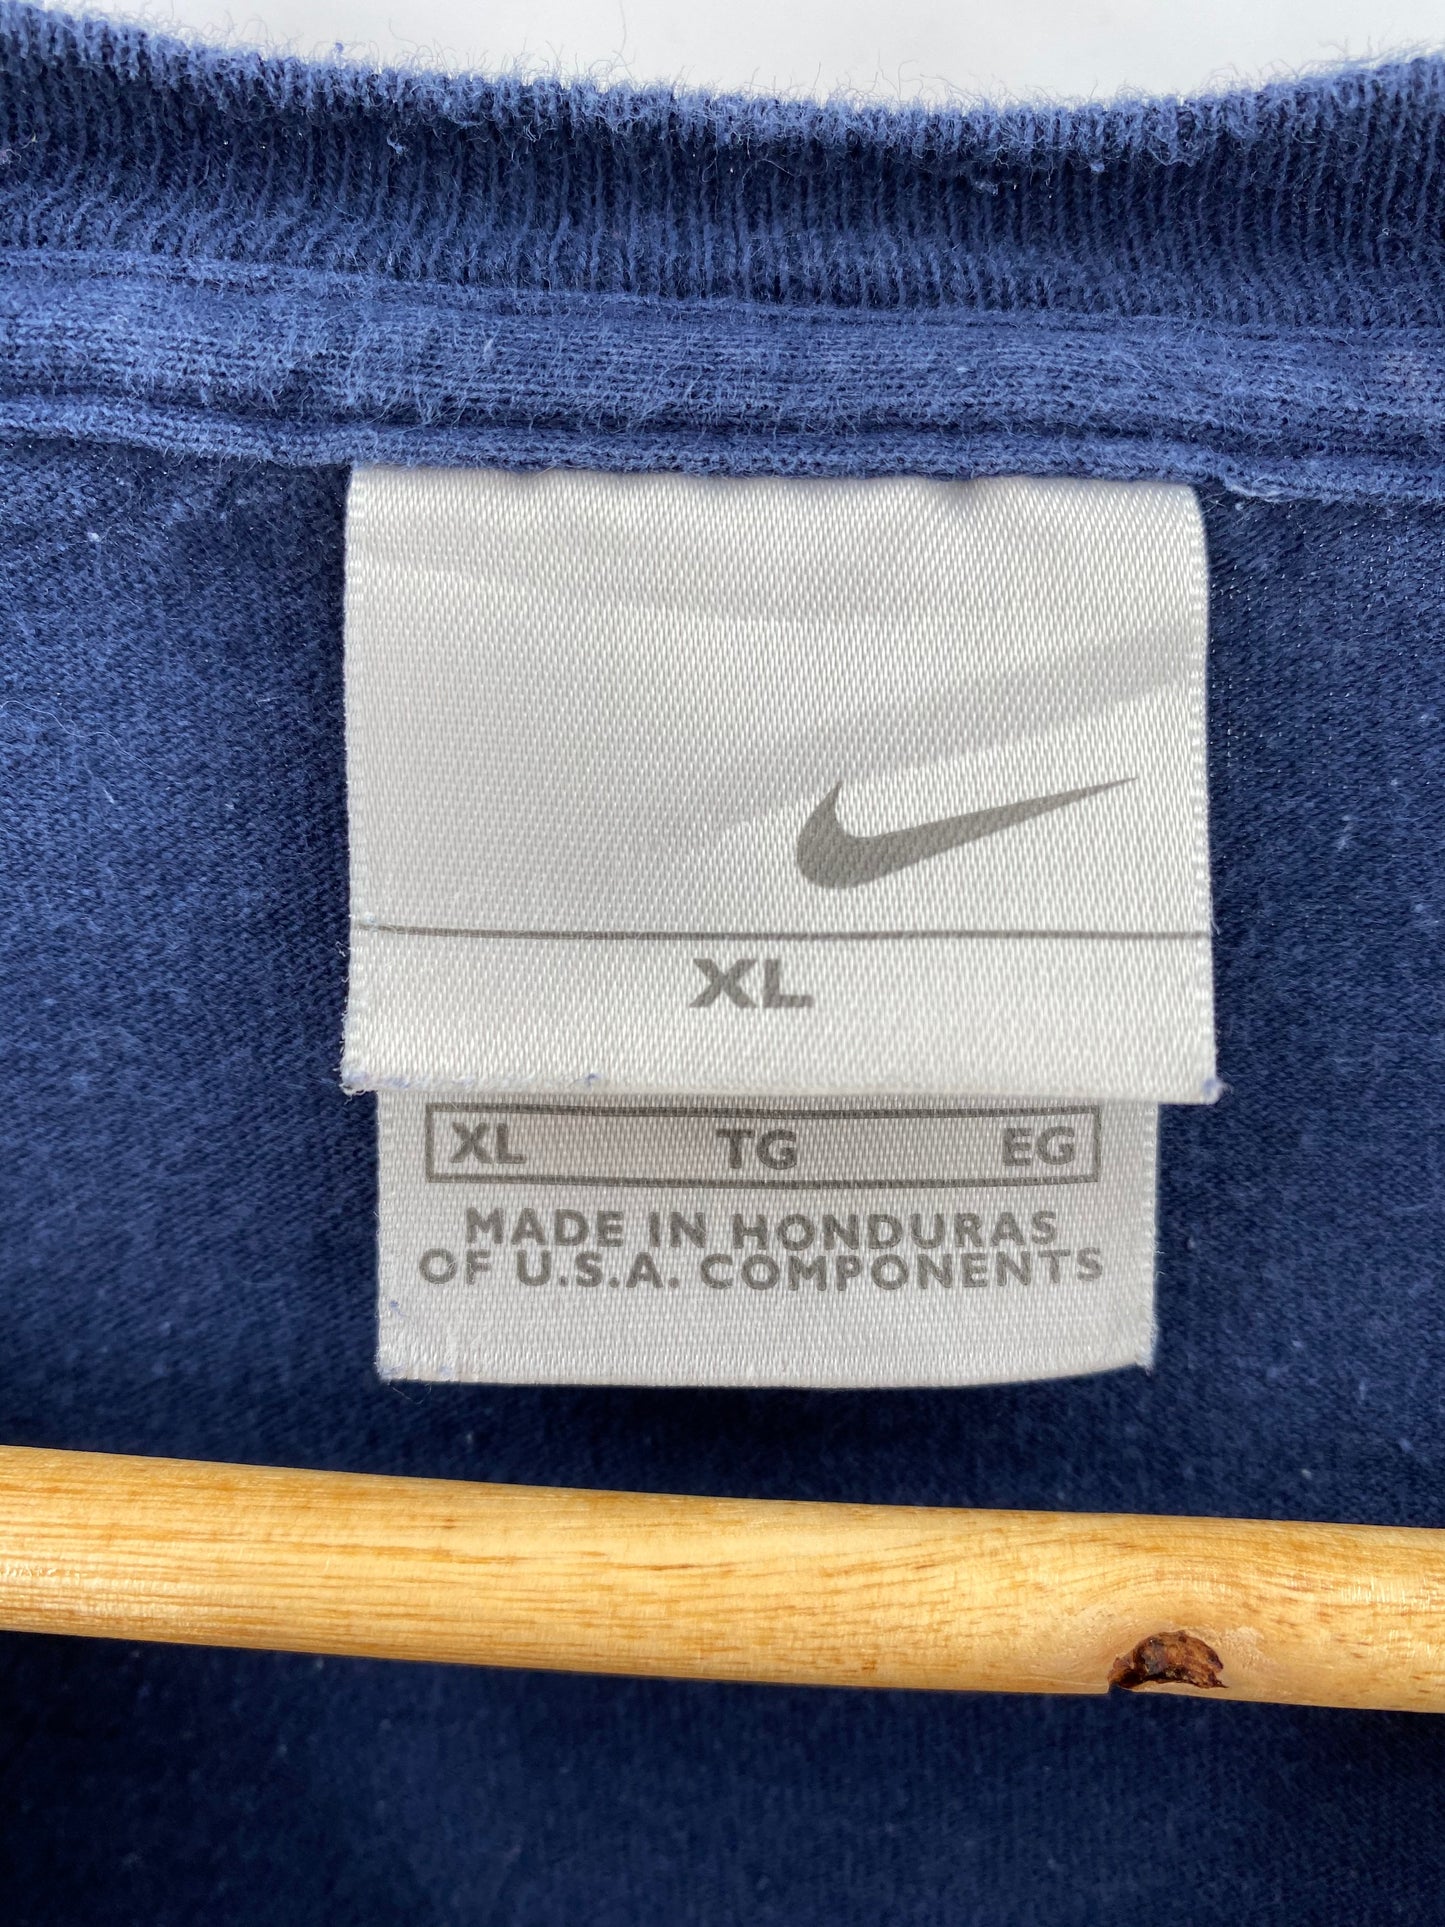 XL
XL TG EG
MADE IN HONDURAS
OF U.S.A. COMPONENTS